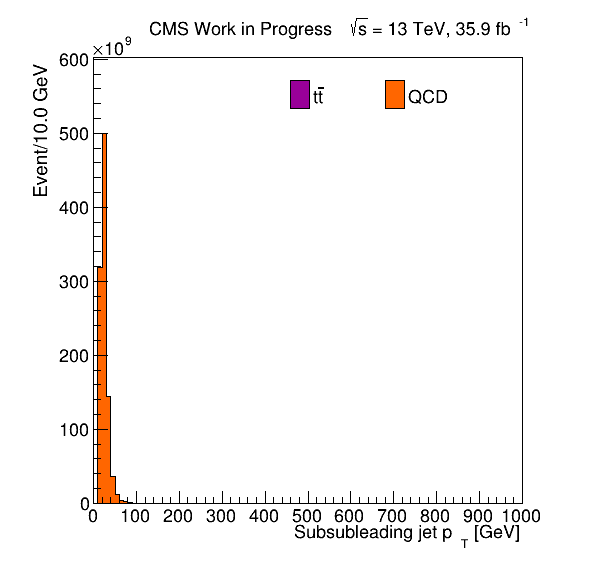 CMS Work in Progress √s = 13 TeV, 35.9 fb⁻¹
×10⁹
600
500
400
300
200
100
0
Event/10.0 GeV
tt̄
QCD
0 100 200 300 400 500 600 700 800 900 1000
Subsubleading jet p_T [GeV]